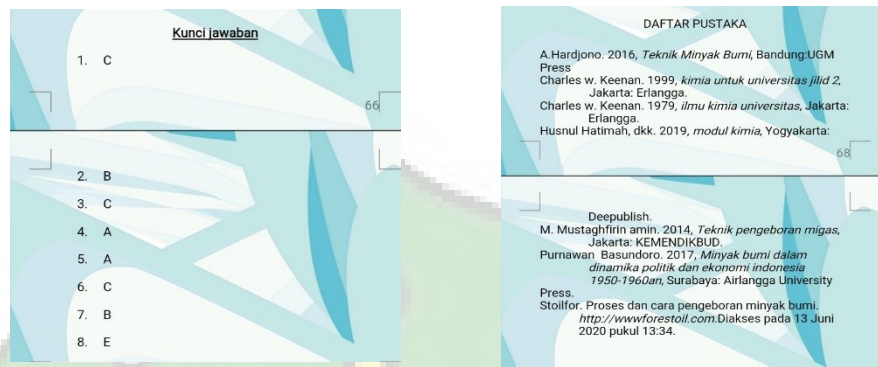 Kunci jawaban
1. C
66
2. B
3. C
4. A
5. A
6. C
7. B
8. E
DAFTAR PUSTAKA
A.Hardjono. 2016, Teknik Minyak Bumi, Bandung:UGM
Press
Charles w. Keenan. 1999, kimia untuk universitas jilid 2,
Jakarta: Erlangga.
Charles w. Keenan. 1979, ilmu kimia universitas, Jakarta:
Erlangga.
Husnul Hatimah, dkk. 2019, modul kimia, Yogyakarta:
68
Deepublish.
M. Mustaghfirin amin. 2014, Teknik pengeboran migas,
Jakarta: KEMENDIKBUD.
Purnawan Basundoro. 2017, Minyak bumi dalam
dinamika politik dan ekonomi indonesia
1950-1960an, Surabaya: Airlangga University
Press.
Stoilfor. Proses dan cara pengeboran minyak bumi.
http://wwwforestoil.com.Diakses pada 13 Juni
2020 pukul 13:34.